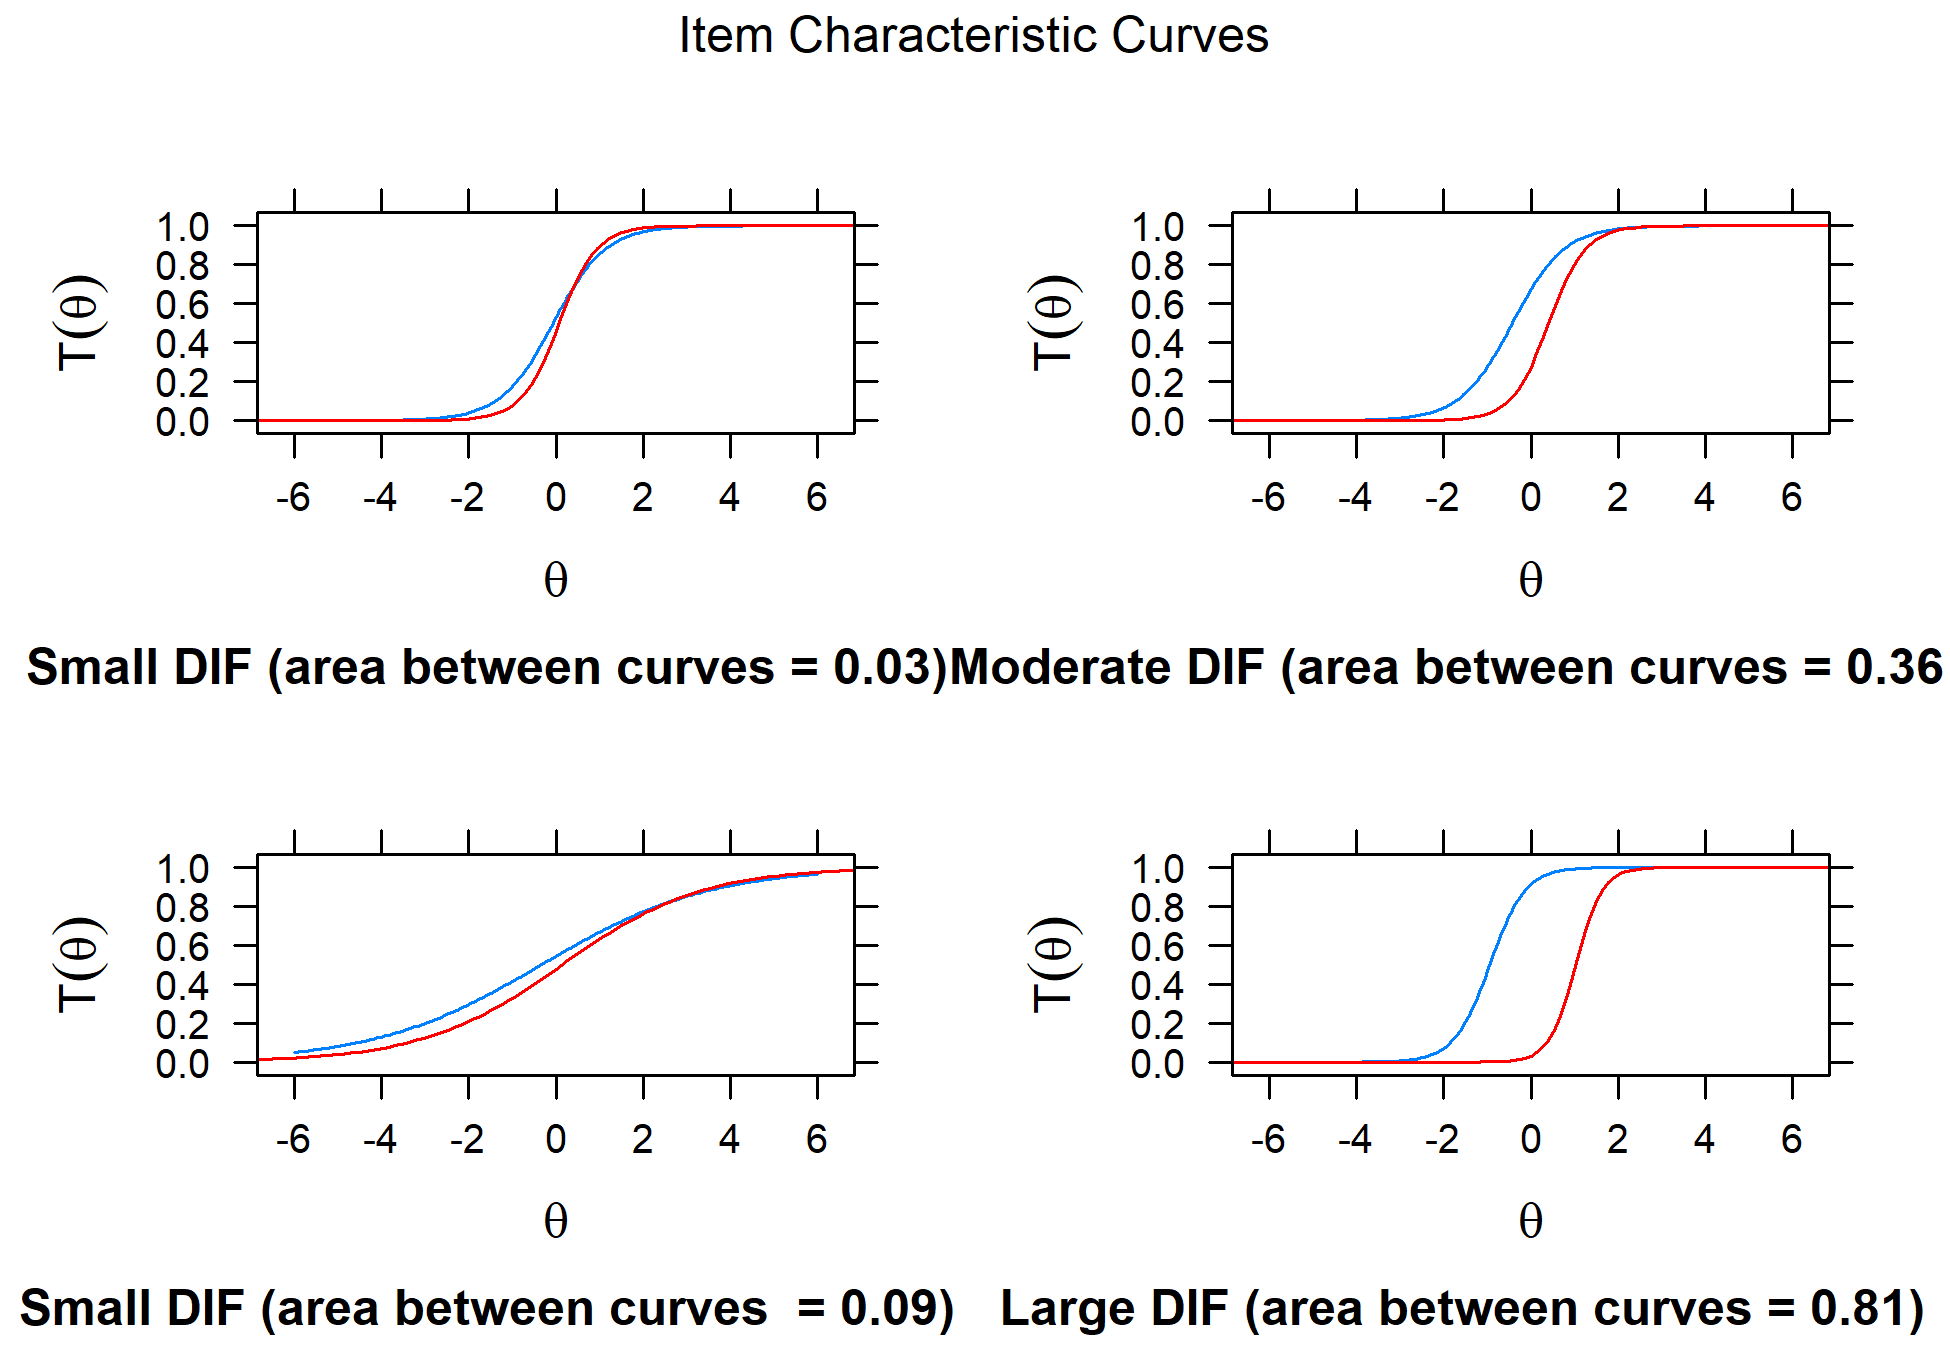 Item Characteristic Curves
T(θ)
1.0
0.8
0.6
0.4
0.2
0.0
-6 -4 -2 0 2 4 6
θ
Small DIF (area between curves = 0.03)
T(θ)
1.0
0.8
0.6
0.4
0.2
0.0
-6 -4 -2 0 2 4 6
θ
Moderate DIF (area between curves = 0.36
T(θ)
1.0
0.8
0.6
0.4
0.2
0.0
-6 -4 -2 0 2 4 6
θ
Small DIF (area between curves  = 0.09)
T(θ)
1.0
0.8
0.6
0.4
0.2
0.0
-6 -4 -2 0 2 4 6
θ
Large DIF (area between curves = 0.81)